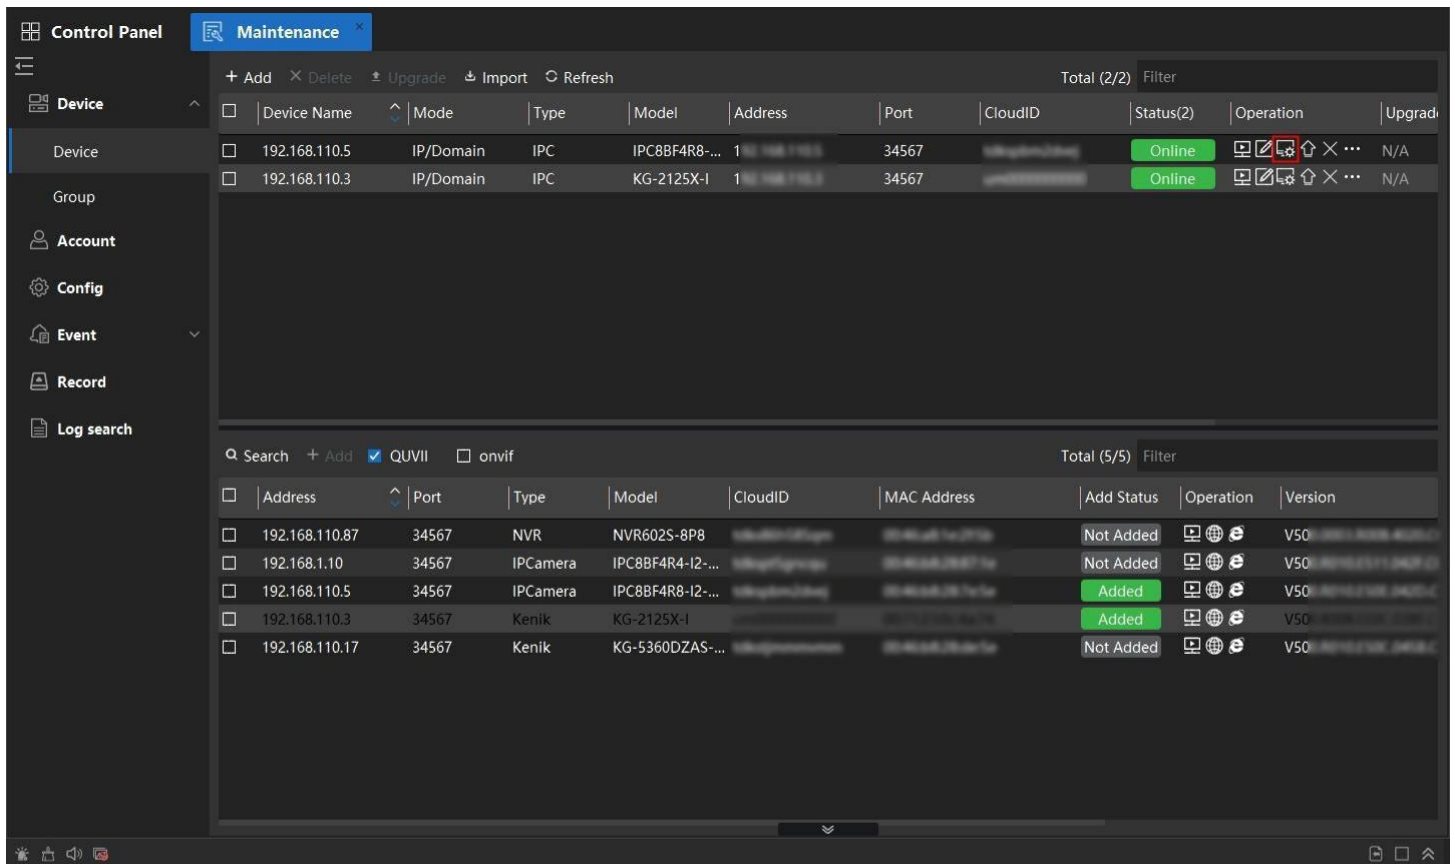 Control Panel
Maintenance
Add Delete Upgrade Import Refresh Total (2/2) Filter
Device
Device Name Mode Type Model Address Port CloudID Status(2) Operation Upgrad
Device
192.168.110.5 IP/Domain IPC IPC8BF4R8-... 34567 Online N/A
192.168.110.3 IP/Domain IPC KG-2125X-I 34567 Online N/A
Group
Account
Config
Event
Record
Log search
Search Add QUVII onvif Total (5/5) Filter
Address Port Type Model CloudID MAC Address Add Status Operation Version
192.168.110.87 34567 NVR NVR602S-8P8 Not Added V50
192.168.1.10 34567 IPCamera IPC8BF4R4-I2-... Not Added V50
192.168.110.5 34567 IPCamera IPC8BF4R8-I2-... Added V50
192.168.110.3 34567 Kenik KG-2125X-I Added V50
192.168.110.17 34567 Kenik KG-5360DZAS-... Not Added V50